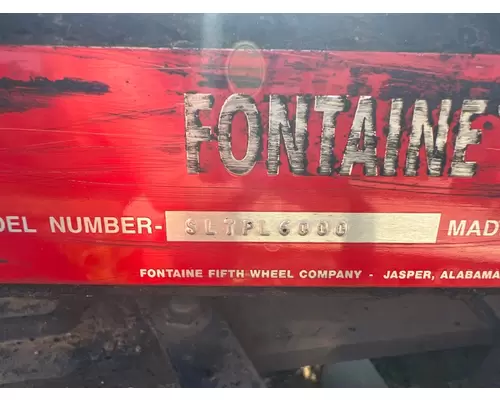 FONTAINE
DEL NUMBER- SLTPL6000 MAD
FONTAINE FIFTH WHEEL COMPANY - JASPER, ALABAMA